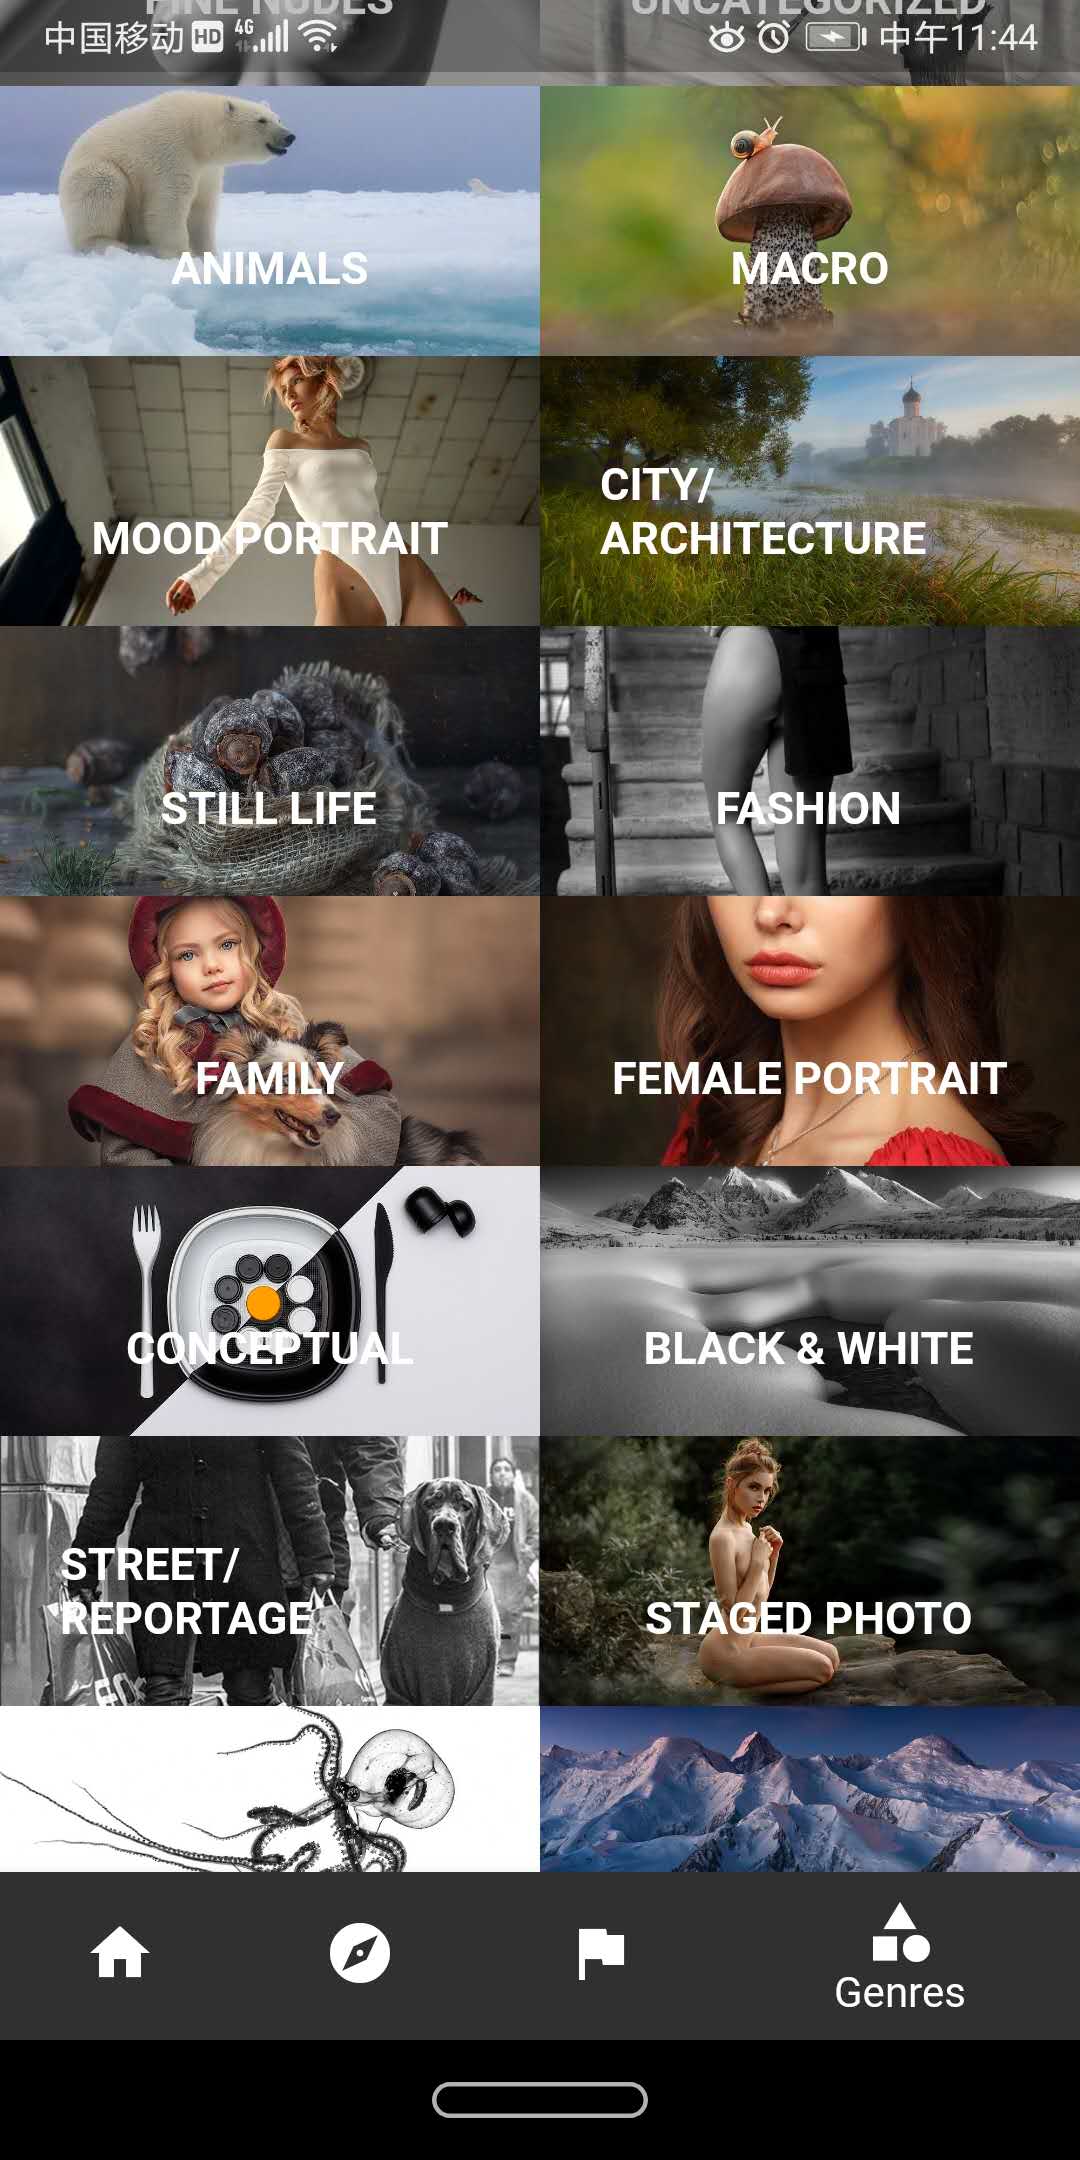 FINE NUDES
UNCATEGORIZED
中国移动 HD 4G
中午11:44
ANIMALS
MACRO
MOOD PORTRAIT
CITY/
ARCHITECTURE
STILL LIFE
FASHION
FAMILY
FEMALE PORTRAIT
CONCEPTUAL
BLACK & WHITE
STREET/
REPORTAGE
STAGED PHOTO
Genres